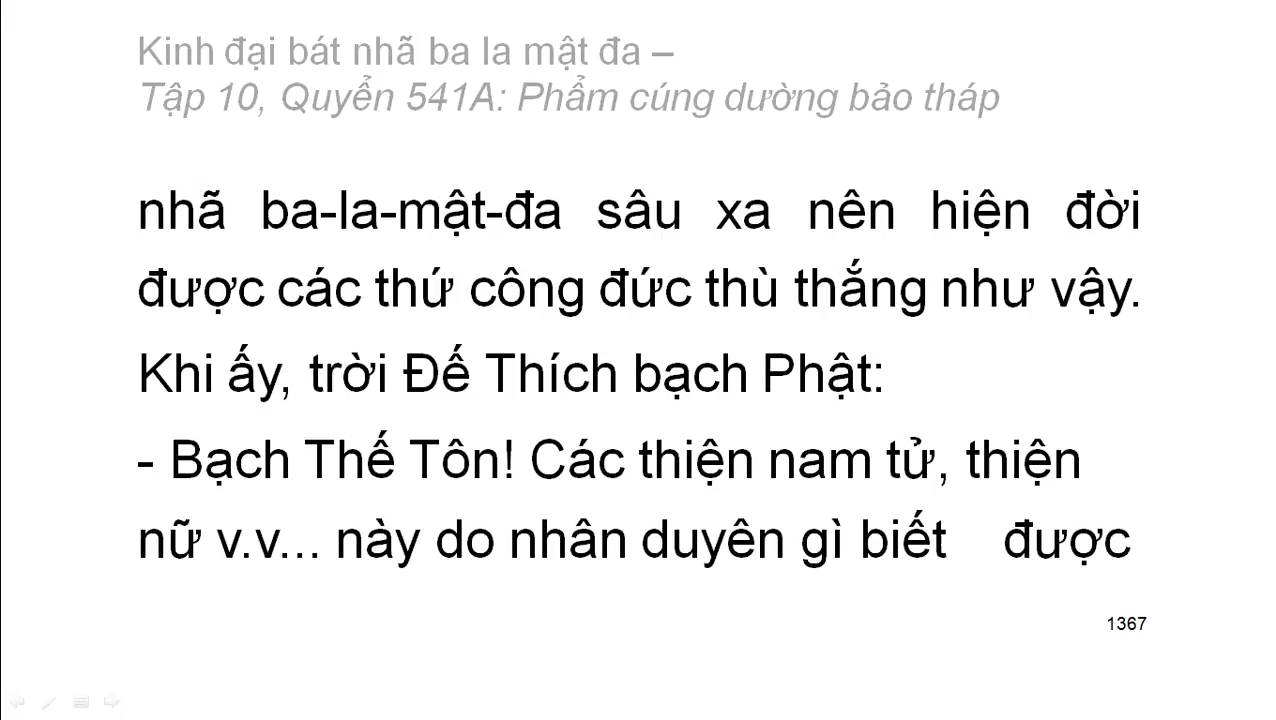 Kinh đại bát nhã ba la mật đa –
Tập 10, Quyển 541A: Phẩm cúng dường bảo tháp
nhã ba-la-mật-đa sâu xa nên hiện đời
được các thứ công đức thù thắng như vậy.
Khi ấy, trời Đế Thích bạch Phật:
- Bạch Thế Tôn! Các thiện nam tử, thiện
nữ v.v... này do nhân duyên gì biết được
1367